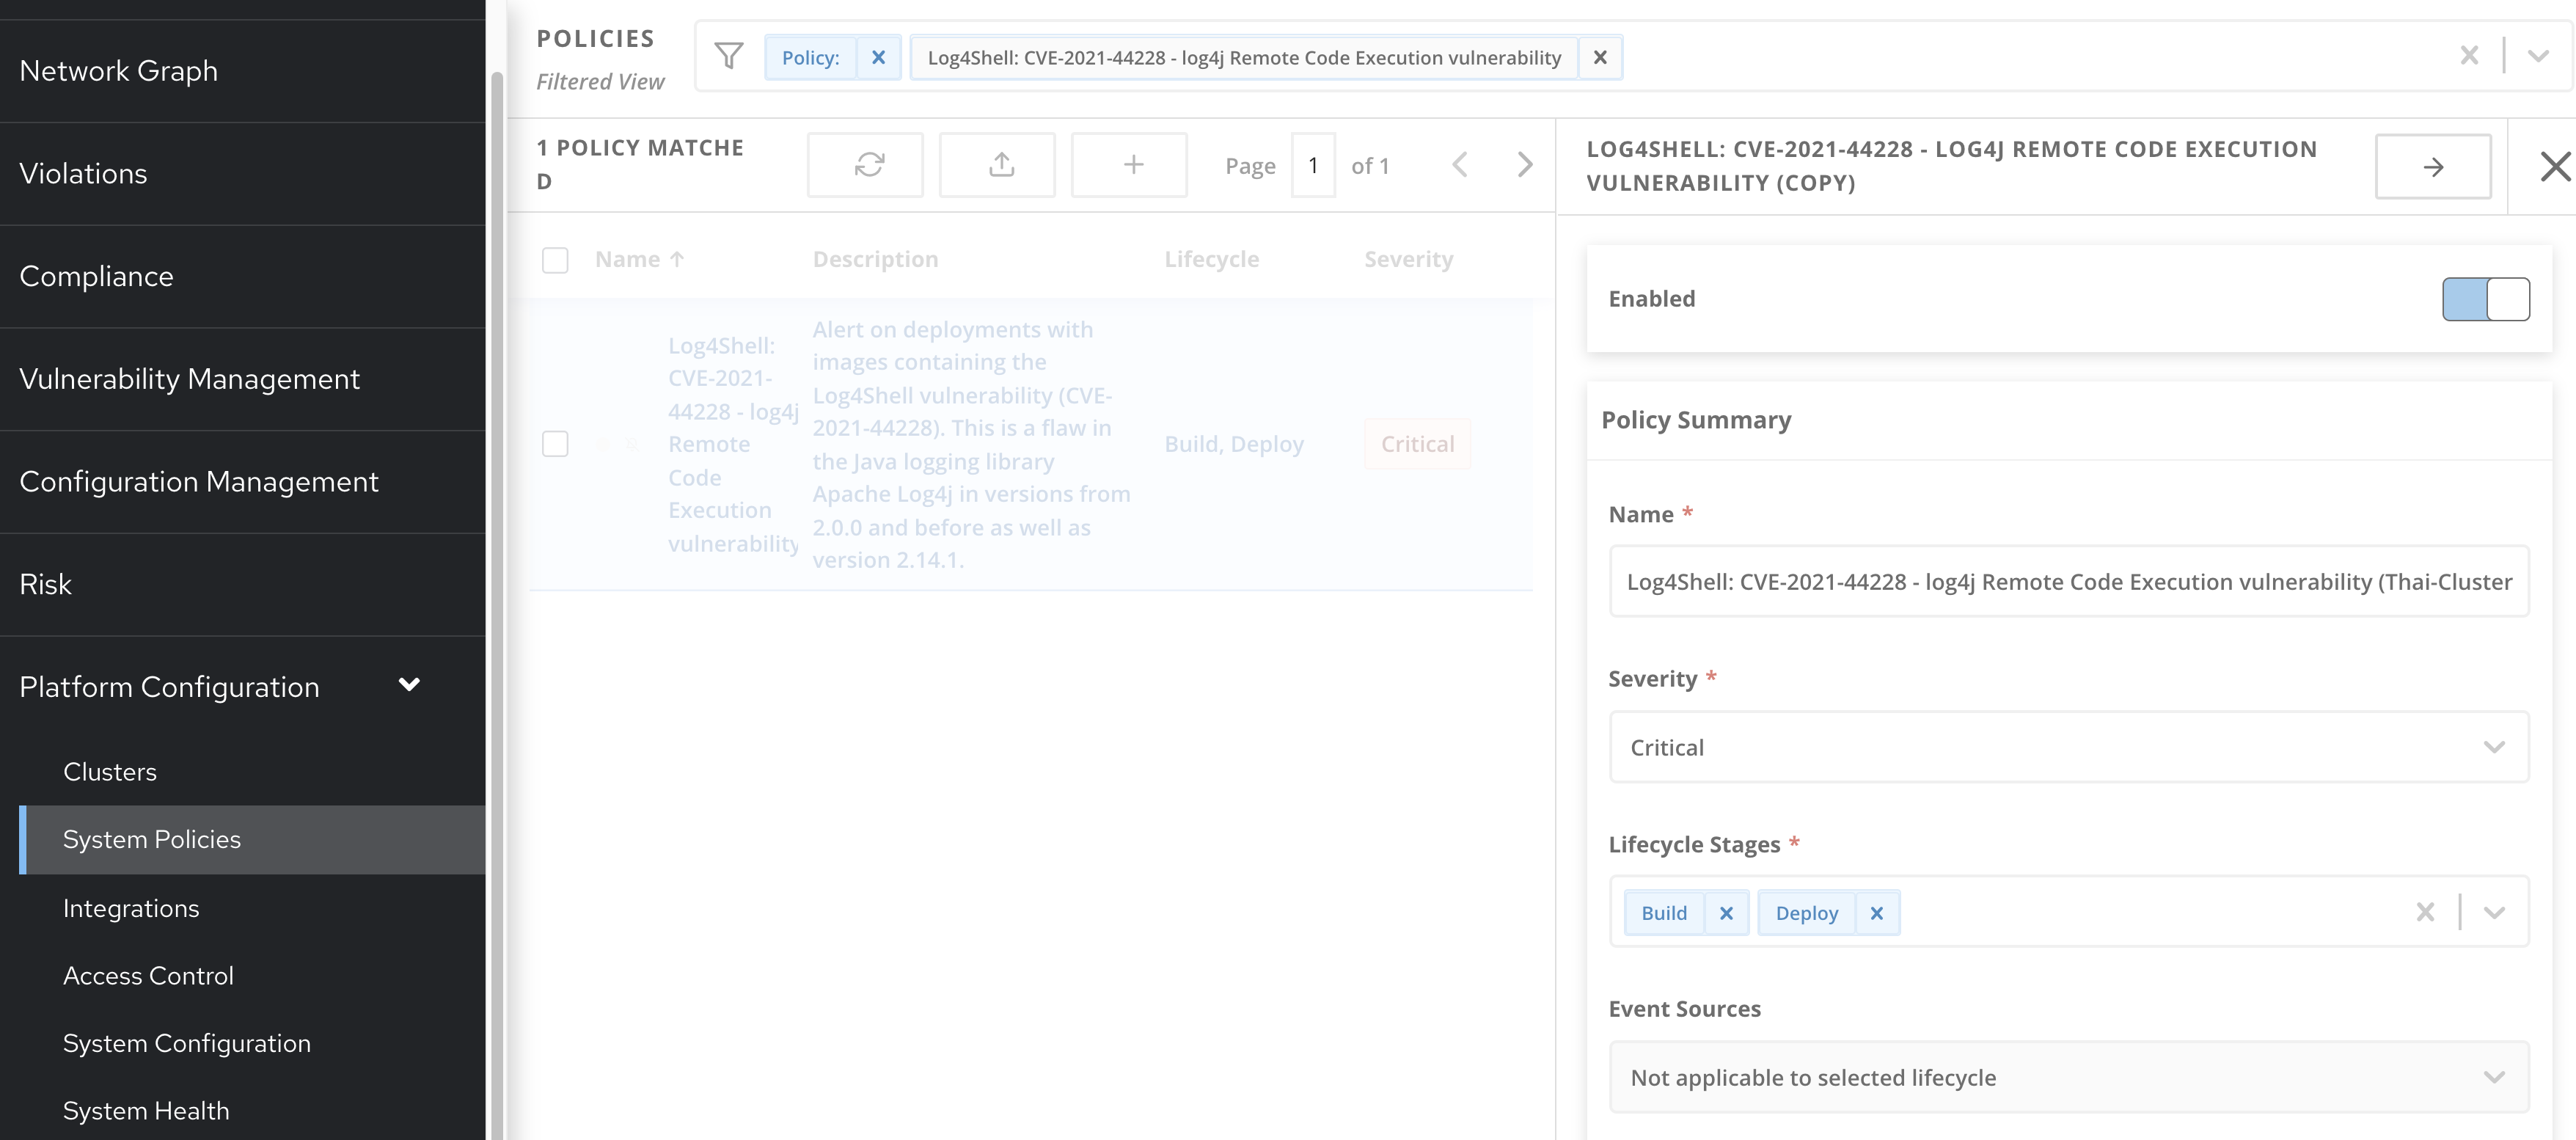 Network Graph
Violations
Compliance
Vulnerability Management
Configuration Management
Risk
Platform Configuration
Clusters
System Policies
Integrations
Access Control
System Configuration
System Health
POLICIES
Filtered View
Policy:
Log4Shell: CVE-2021-44228 - log4j Remote Code Execution vulnerability
1 POLICY MATCHE
D
Page 1 of 1
Name Description Lifecycle Severity
Log4Shell:
CVE-2021-
44228 - log4j
Remote
Code
Execution
vulnerability
Alert on deployments with
images containing the
Log4Shell vulnerability (CVE-
2021-44228). This is a flaw in
the Java logging library
Apache Log4j in versions from
2.0.0 and before as well as
version 2.14.1.
Build, Deploy
Critical
LOG4SHELL: CVE-2021-44228 - LOG4J REMOTE CODE EXECUTION
VULNERABILITY (COPY)
Enabled
Policy Summary
Name *
Log4Shell: CVE-2021-44228 - log4j Remote Code Execution vulnerability (Thai-Cluster
Severity *
Critical
Lifecycle Stages *
Build Deploy
Event Sources
Not applicable to selected lifecycle